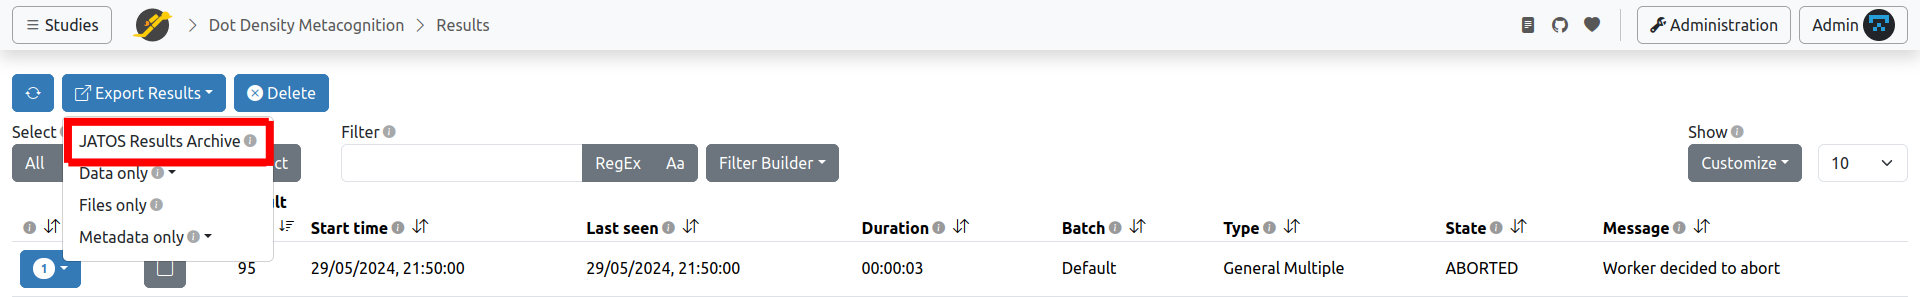 Studies
Dot Density Metacognition
Results
Administration
Admin
Export Results
Delete
Select
Filter
Show
JATOS Results Archive
All
ct
RegEx
Aa
Filter Builder
Customize
10
Data only
Files only
Metadata only
lt
Start time
Last seen
Duration
Batch
Type
State
Message
1
95
29/05/2024, 21:50:00
29/05/2024, 21:50:00
00:00:03
Default
General Multiple
ABORTED
Worker decided to abort